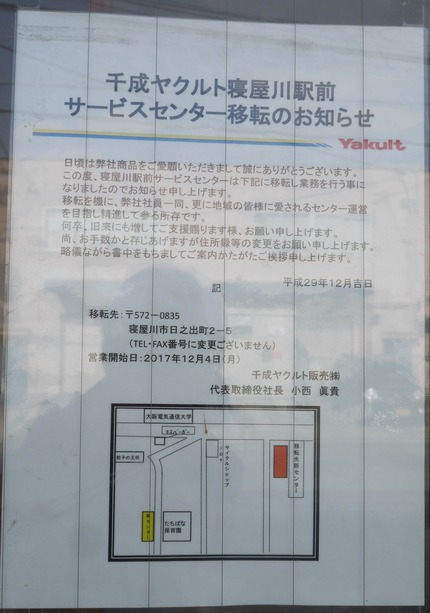 千成ヤクルト寝屋川駅前
サービスセンター移転のお知らせ
Yakult
日頃は弊社商品をご愛顧いただきまして誠にありがとうございます。
この度、寝屋川駅前サービスセンターは下記に移転し業務を行う事に
なりましたのでお知らせ申し上げます。
移転を機に、弊社社員一同、更に地域の皆様に愛されるセンター運営
を目指し精進して参る所存です。
何卒、旧来にも増してご支援賜ります様、お願い申し上げます。
尚、お手数かと存じあげますが住所録等の変更をお願い申し上げます。
略儀ながら書中をもちましてご案内かたがたご挨拶申し上げます。
平成29年12月吉日
記
移転先：〒572－0835
寝屋川市日之出町2－5
（TEL・FAX番号に変更ございません）
営業開始日：2017年12月4日（月）
千成ヤクルト販売㈱
代表取締役社長 小西 眞貴
大阪電気通信大学
餃子の王将
サイクルショップ
移転先新センター
たちばな
保育園